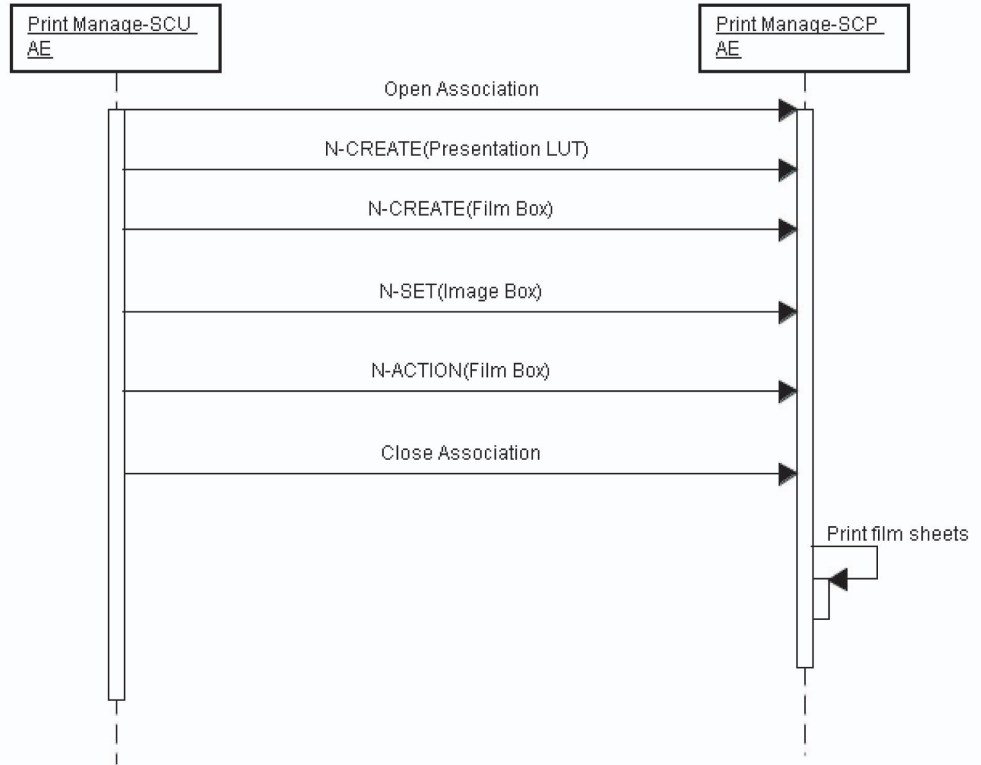 Print Manage-SCU
AE
Print Manage-SCP
AE
Open Association
N-CREATE(Presentation LUT)
N-CREATE(Film Box)
N-SET(Image Box)
N-ACTION(Film Box)
Close Association
Print film sheets